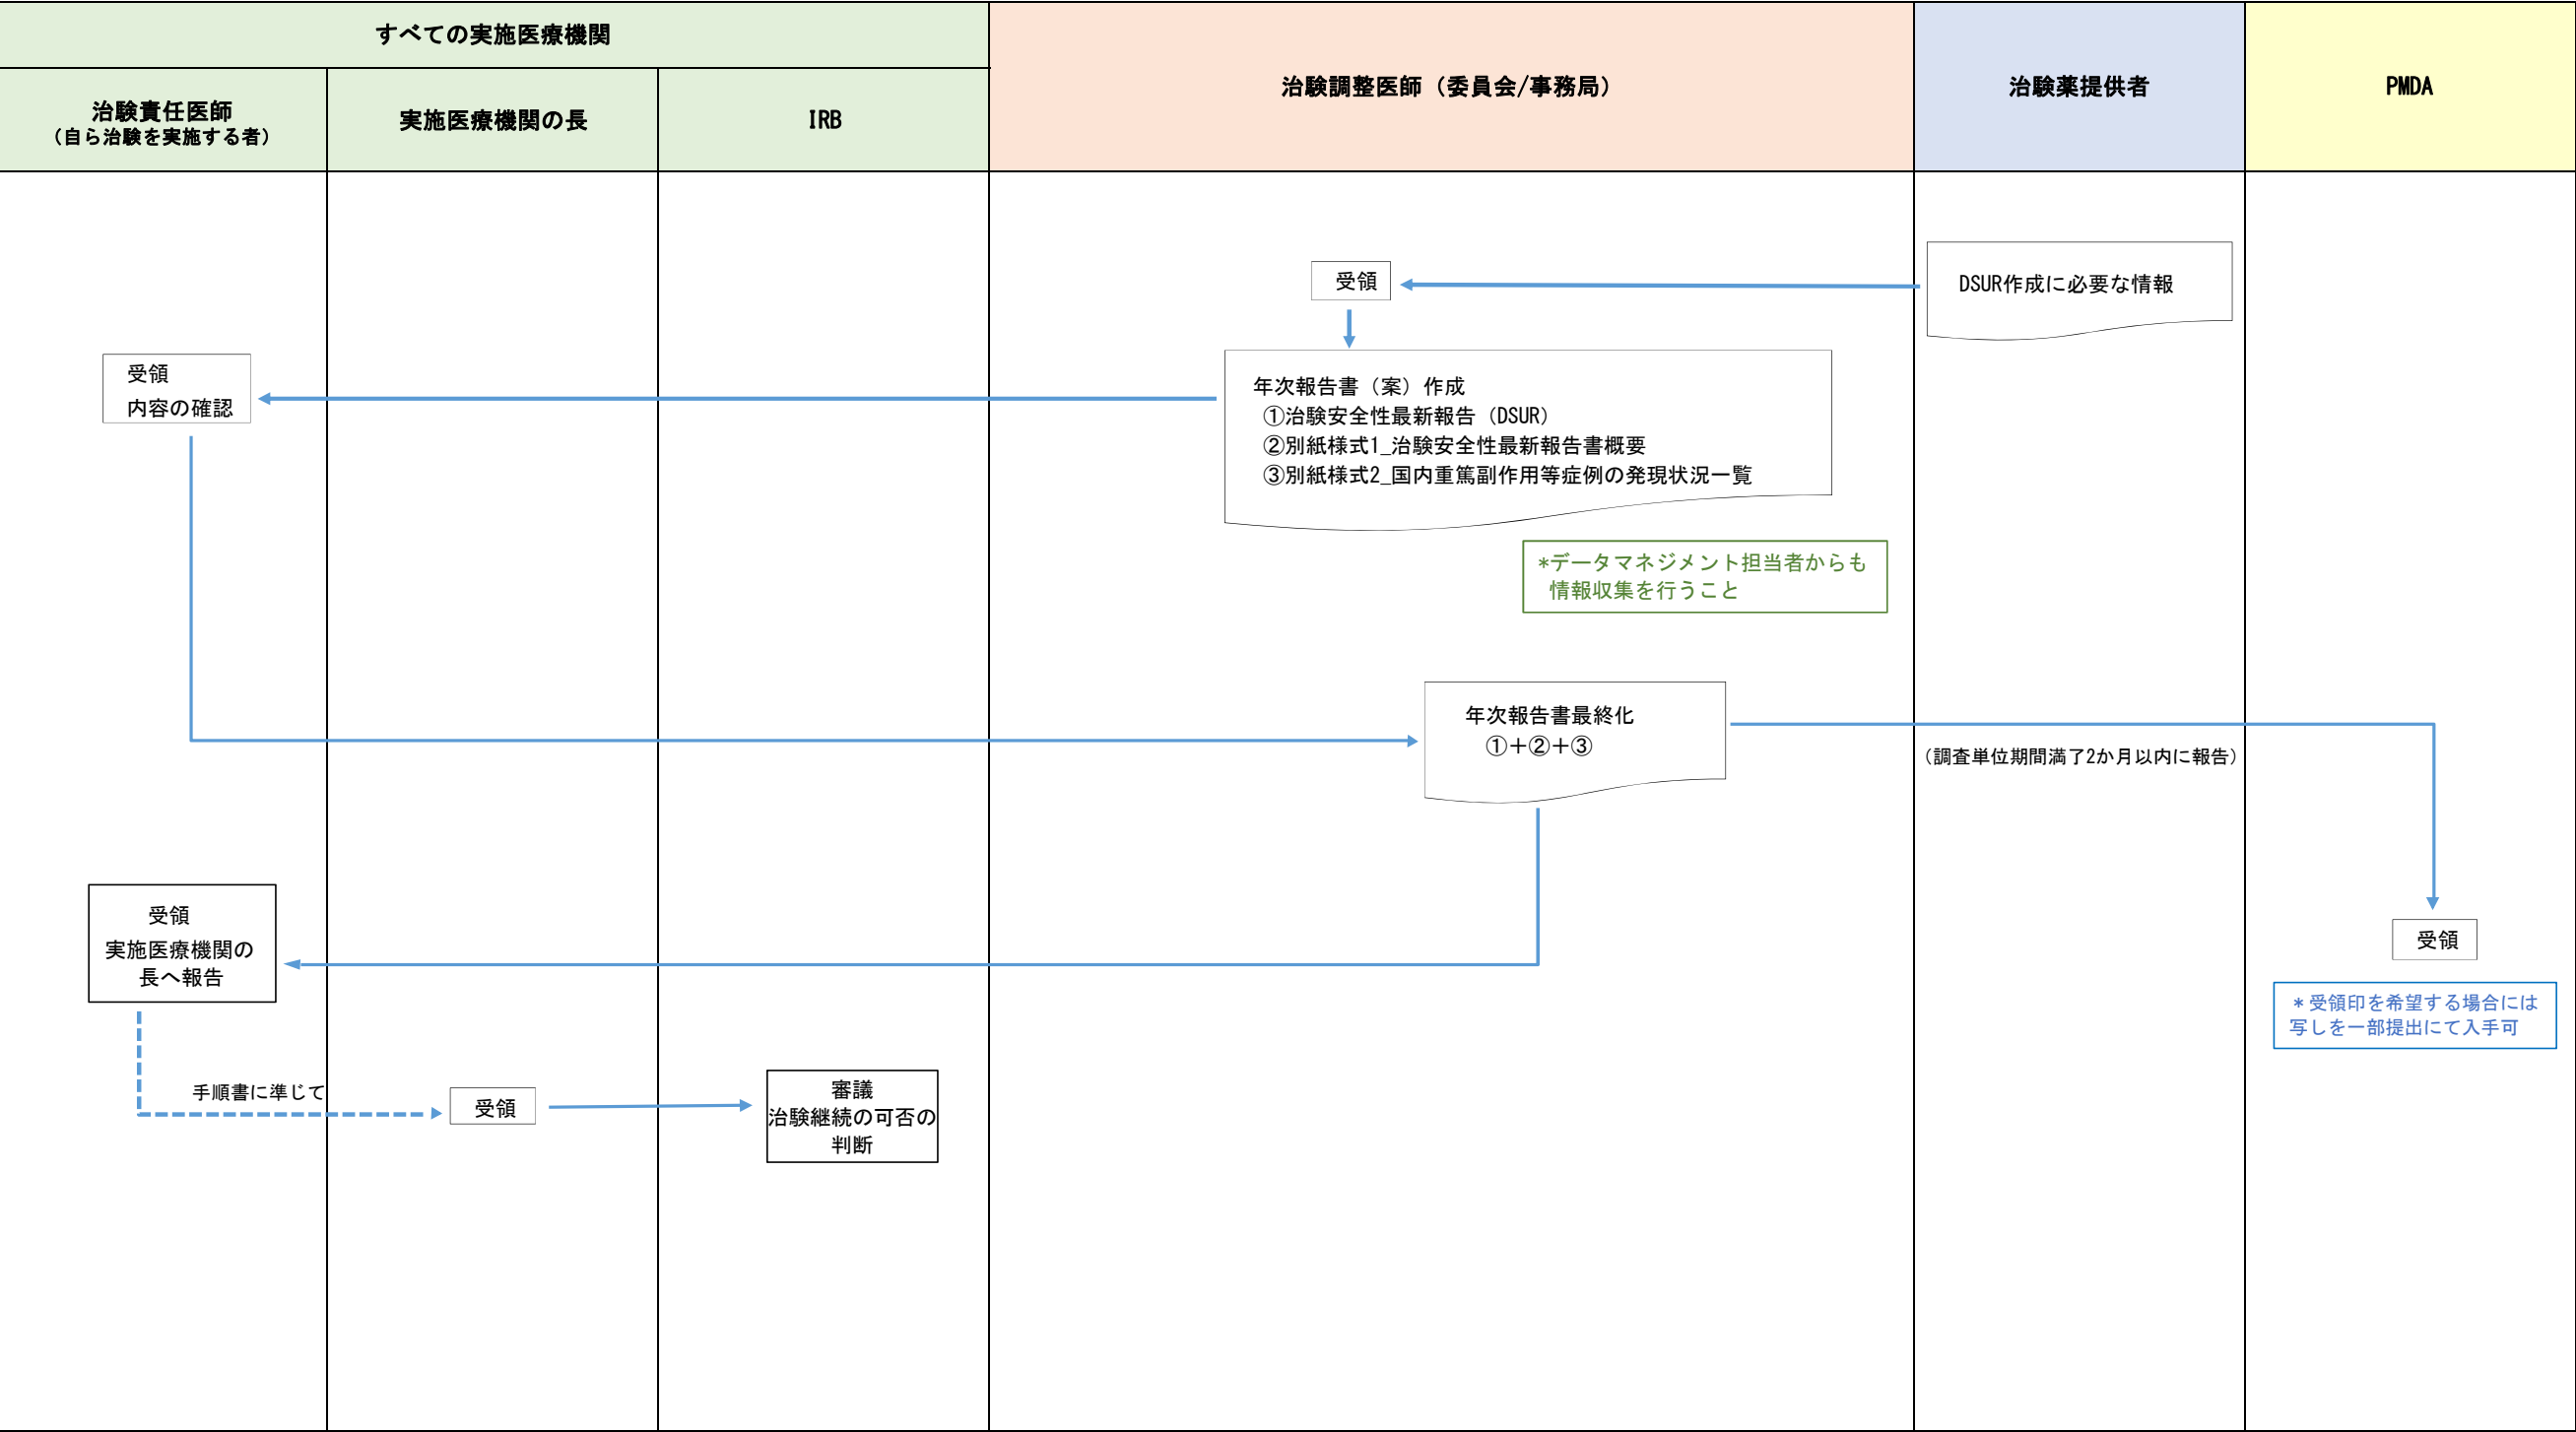 すべての実施医療機関
治験責任医師
（自ら治験を実施する者）
実施医療機関の長
IRB
治験調整医師（委員会/事務局）
治験薬提供者
PMDA
DSUR作成に必要な情報
受領
受領
内容の確認
年次報告書（案）作成
①治験安全性最新報告（DSUR）
②別紙様式1_治験安全性最新報告書概要
③別紙様式2_国内重篤副作用等症例の発現状況一覧
*データマネジメント担当者からも
情報収集を行うこと
年次報告書最終化
①＋②＋③
（調査単位期間満了2か月以内に報告）
受領
実施医療機関の
長へ報告
受領
＊受領印を希望する場合には
写しを一部提出にて入手可
手順書に準じて
受領
審議
治験継続の可否の
判断